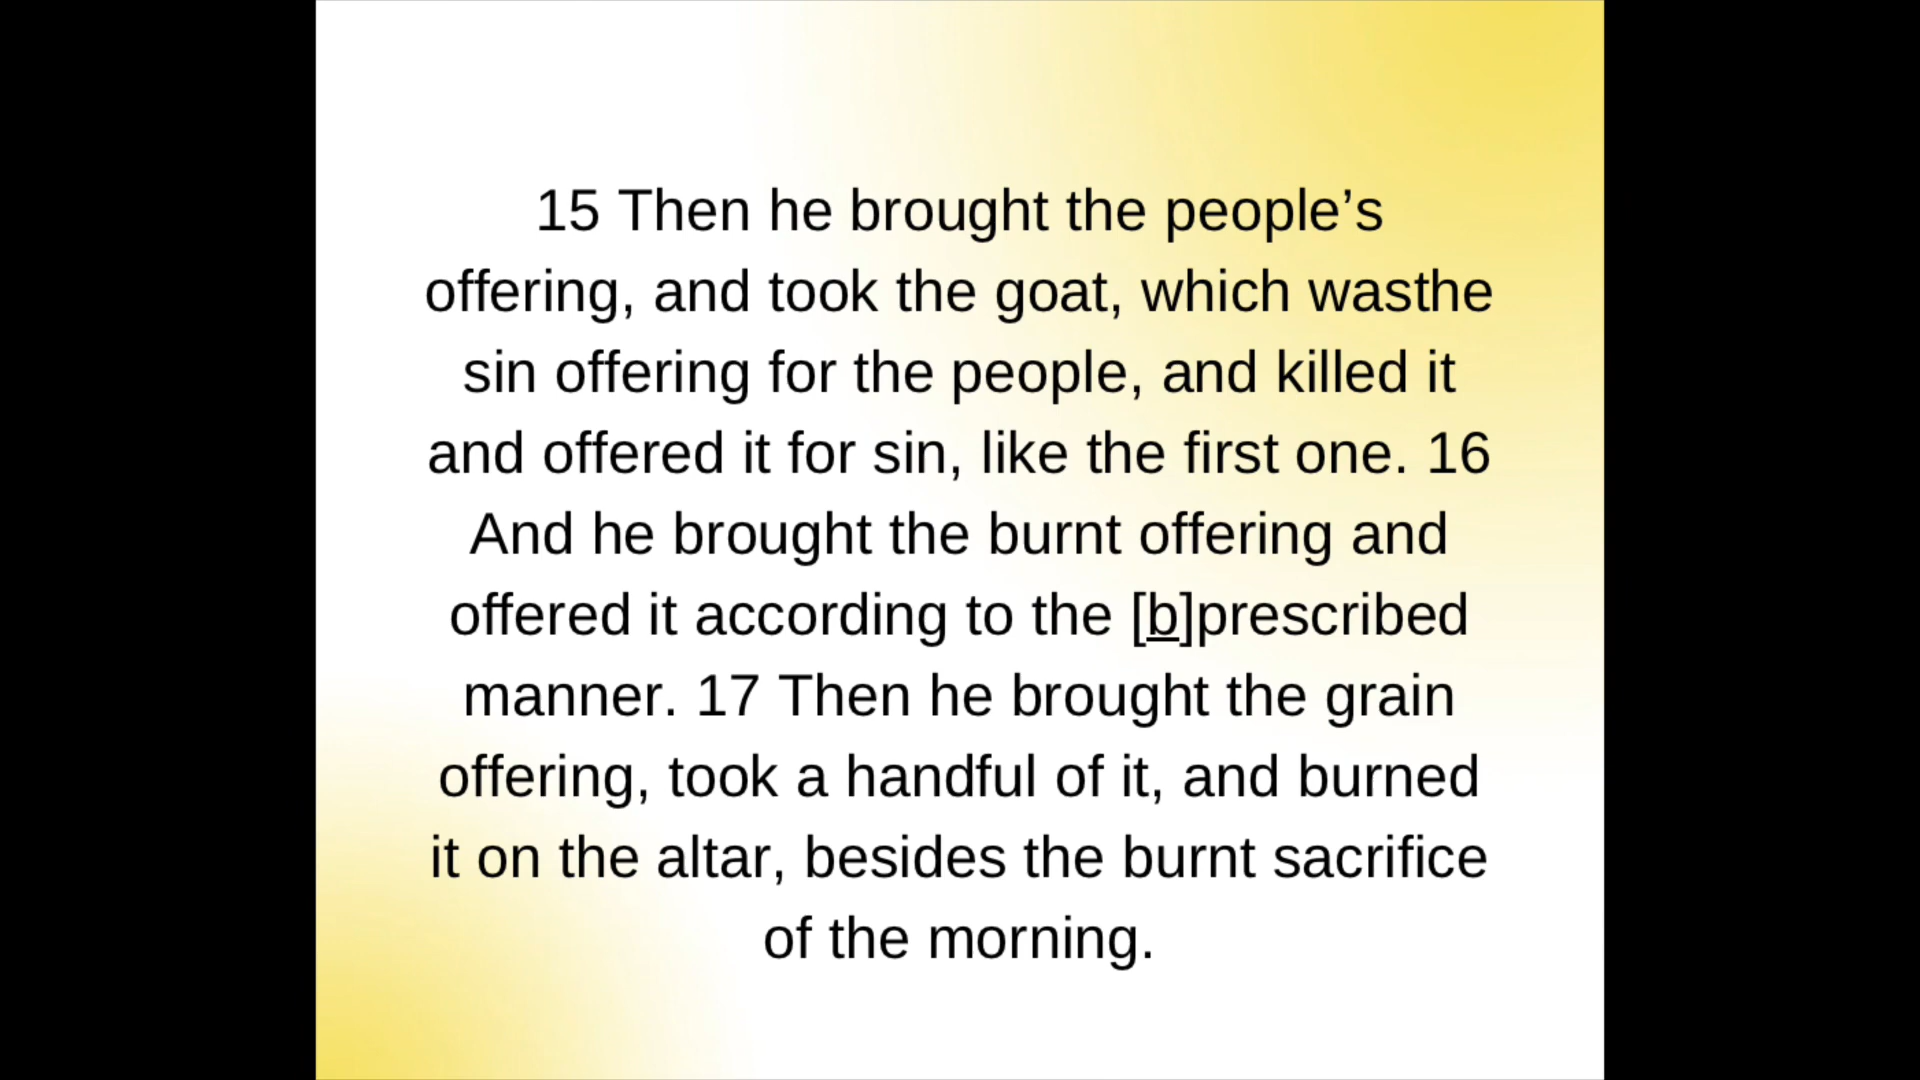 15 Then he brought the people’s
offering, and took the goat, which wasthe
sin offering for the people, and killed it
and offered it for sin, like the first one. 16
And he brought the burnt offering and
offered it according to the [b]prescribed
manner. 17 Then he brought the grain
offering, took a handful of it, and burned
it on the altar, besides the burnt sacrifice
of the morning.